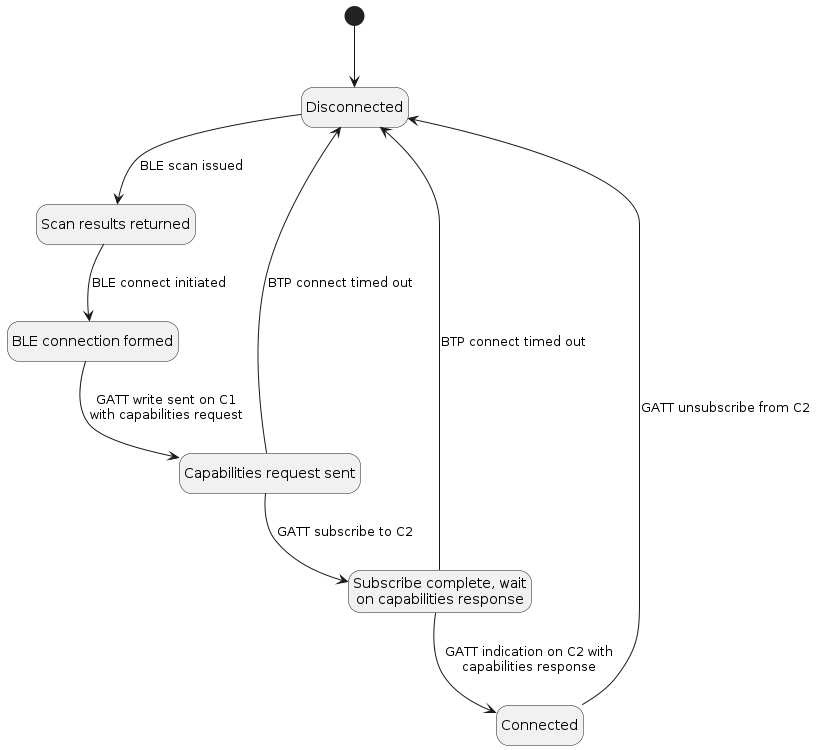 Disconnected
BLE scan issued
Scan results returned
BLE connect initiated
BTP connect timed out
BLE connection formed
BTP connect timed out
GATT write sent on C1
with capabilities request
GATT unsubscribe from C2
Capabilities request sent
GATT subscribe to C2
Subscribe complete, wait
on capabilities response
GATT indication on C2 with
capabilities response
Connected